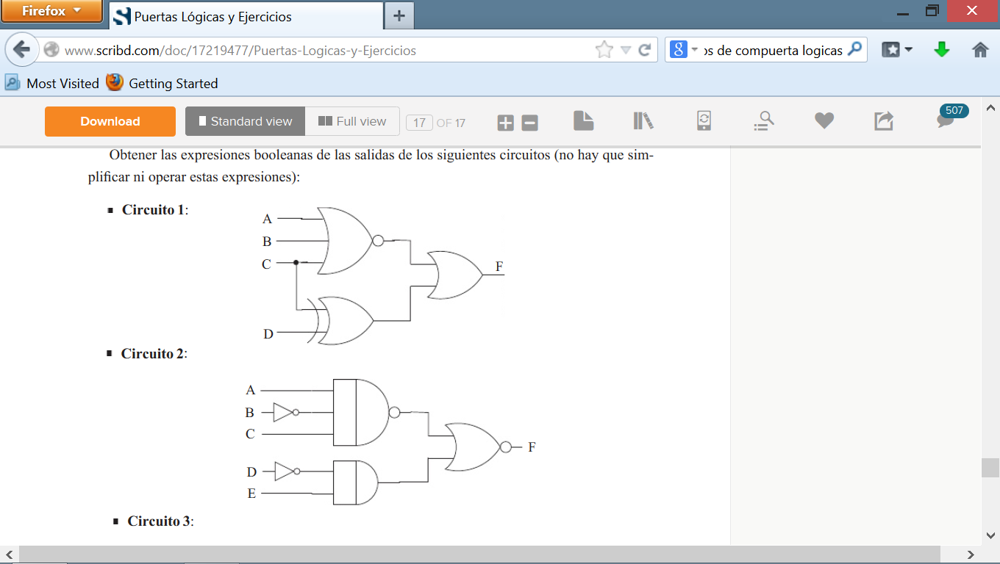 Firefox
Puertas Lógicas y Ejercicios
www.scribd.com/doc/17219477/Puertas-Logicas-y-Ejercicios
8
os de compuerta logicas
Most Visited
Getting Started
Download
Standard view
Full view
17 OF 17
507
Obtener las expresiones booleanas de las salidas de los siguientes circuitos (no hay que sim-
plificar ni operar estas expresiones):
Circuito 1:
A
B
C
F
D
Circuito 2:
A
B
C
F
D
E
Circuito 3: